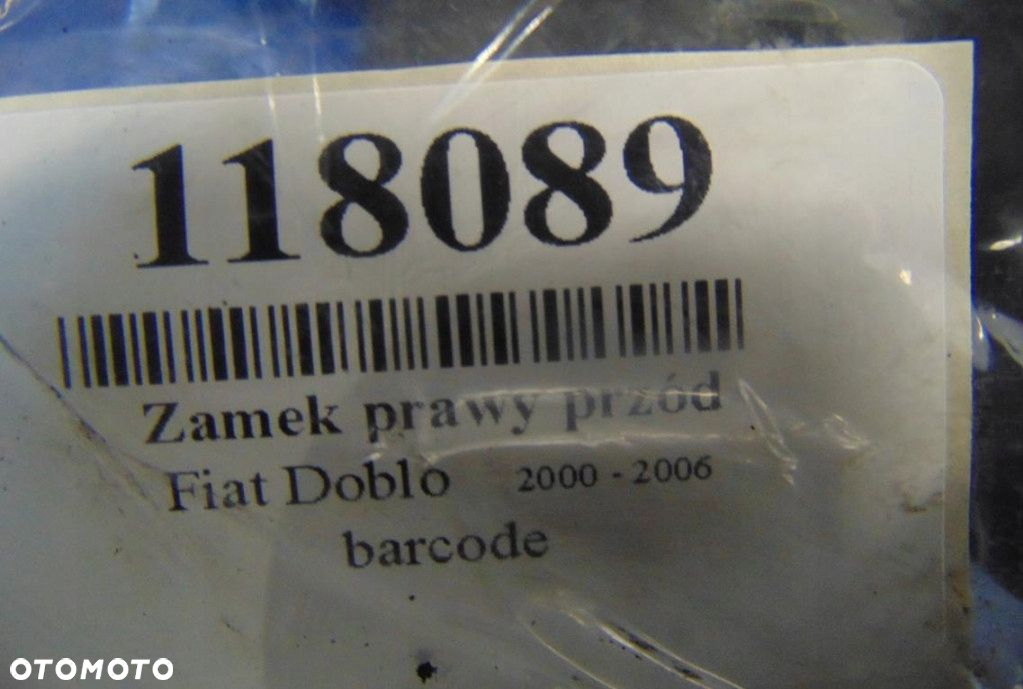 118089
Zamek prawy przód
Fiat Doblo 2000 - 2006
barcode
OTOMOTO